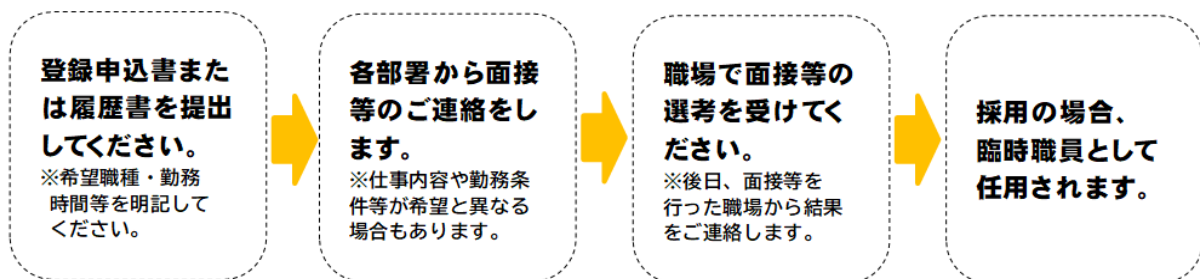 登録申込書また
は履歴書を提出
してください。
※希望職種・勤務
時間等を明記して
ください。
各部署から面接
等のご連絡をし
ます。
※仕事内容や勤務条
件等が希望と異なる
場合もあります。
職場で面接等の
選考を受けてく
ださい。
※後日、面接等を
行った職場から結果
をご連絡します。
採用の場合、
臨時職員として
任用されます。